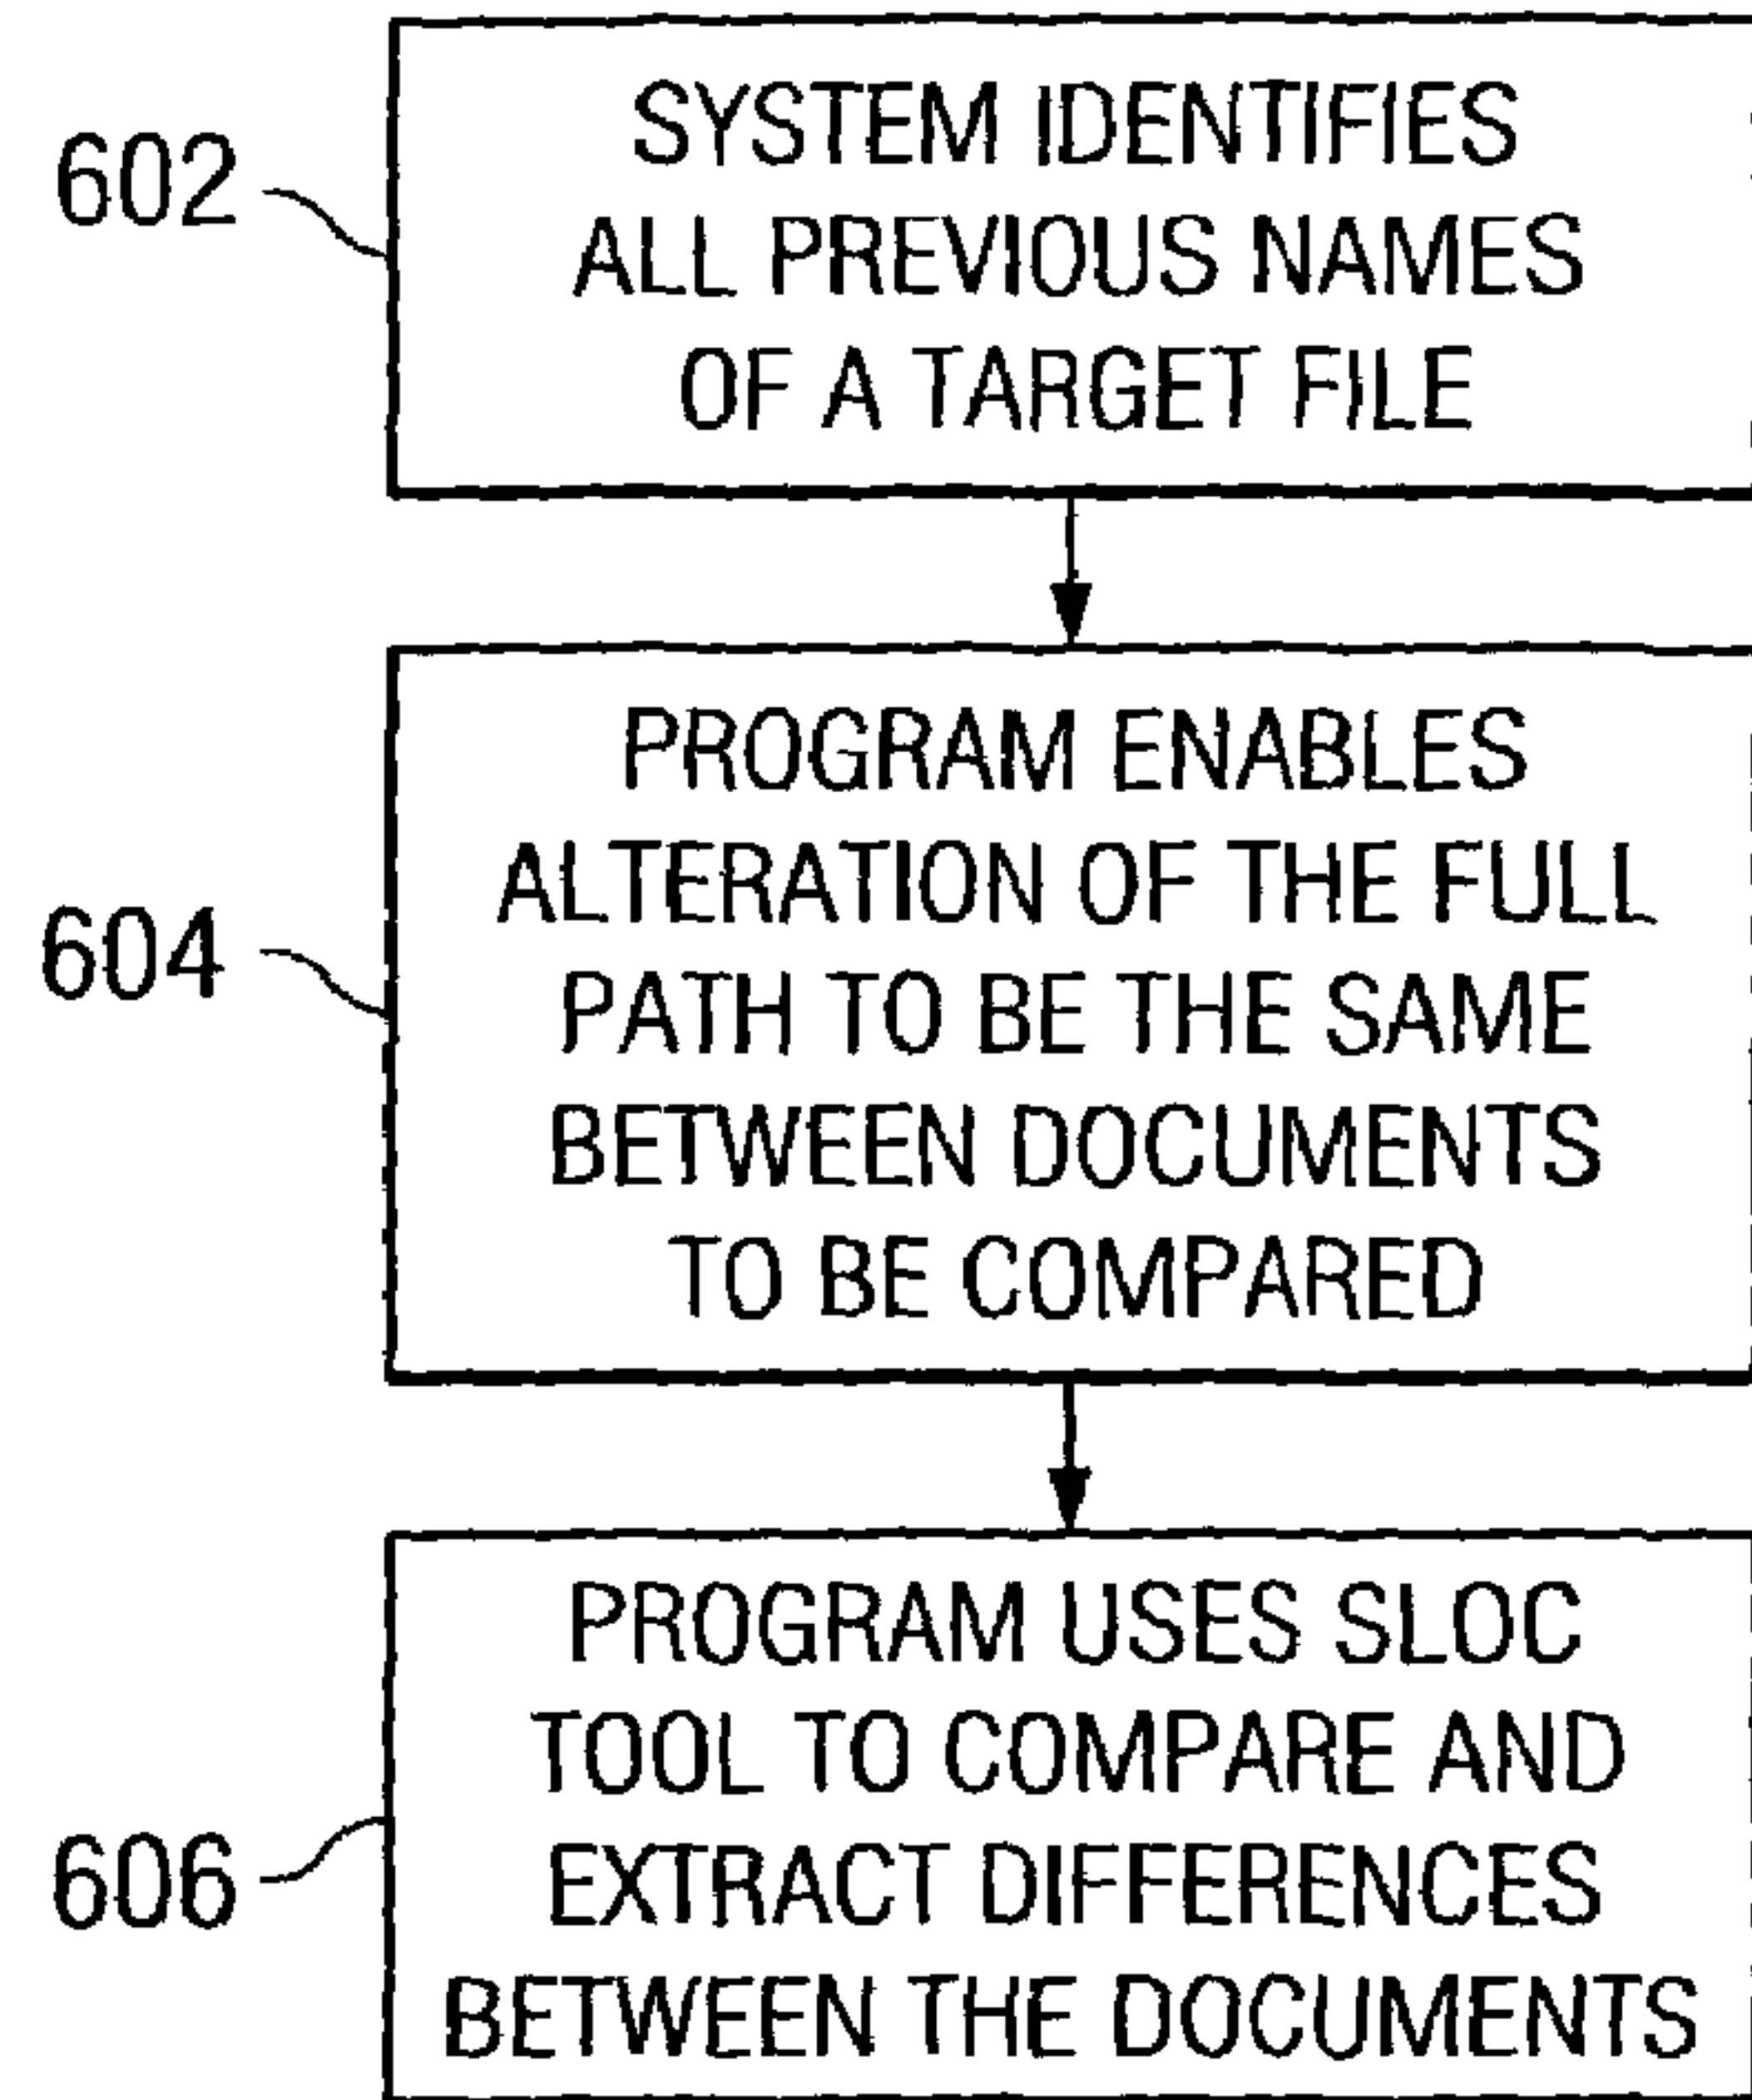 602
SYSTEM IDENTIFIES
ALL PREVIOUS NAMES
OF A TARGET FILE
604
PROGRAM ENABLES
ALTERATION OF THE FULL
PATH TO BE THE SAME
BETWEEN DOCUMENTS
TO BE COMPARED
606
PROGRAM USES SLOC
TOOL TO COMPARE AND
EXTRACT DIFFERENCES
BETWEEN THE DOCUMENTS